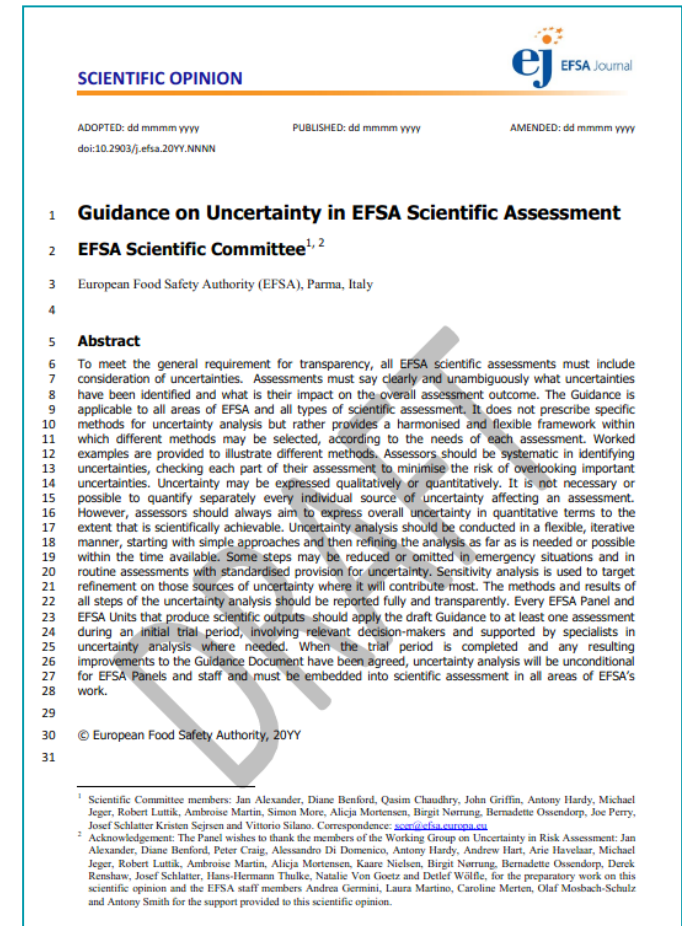 SCIENTIFIC OPINION
ej EFSA Journal
ADOPTED: dd mmmm yyyy PUBLISHED: dd mmmm yyyy AMENDED: dd mmmm yyyy
doi:10.2903/j.efsa.20YY.NNNN
1 Guidance on Uncertainty in EFSA Scientific Assessment
2 EFSA Scientific Committee1, 2
3 European Food Safety Authority (EFSA), Parma, Italy
4
5 Abstract
6 To meet the general requirement for transparency, all EFSA scientific assessments must include
7 consideration of uncertainties. Assessments must say clearly and unambiguously what uncertainties
8 have been identified and what is their impact on the overall assessment outcome. The Guidance is
9 applicable to all areas of EFSA and all types of scientific assessment. It does not prescribe specific
10 methods for uncertainty analysis but rather provides a harmonised and flexible framework within
11 which different methods may be selected, according to the needs of each assessment. Worked
12 examples are provided to illustrate different methods. Assessors should be systematic in identifying
13 uncertainties, checking each part of their assessment to minimise the risk of overlooking important
14 uncertainties. Uncertainty may be expressed qualitatively or quantitatively. It is not necessary or
15 possible to quantify separately every individual source of uncertainty affecting an assessment.
16 However, assessors should always aim to express overall uncertainty in quantitative terms to the
17 extent that is scientifically achievable. Uncertainty analysis should be conducted in a flexible, iterative
18 manner, starting with simple approaches and then refining the analysis as far as is needed or possible
19 within the time available. Some steps may be reduced or omitted in emergency situations and in
20 routine assessments with standardised provision for uncertainty. Sensitivity analysis is used to target
21 refinement on those sources of uncertainty where it will contribute most. The methods and results of
22 all steps of the uncertainty analysis should be reported fully and transparently. Every EFSA Panel and
23 EFSA Units that produce scientific outputs should apply the draft Guidance to at least one assessment
24 during an initial trial period, involving relevant decision-makers and supported by specialists in
25 uncertainty analysis where needed. When the trial period is completed and any resulting
26 improvements to the Guidance Document have been agreed, uncertainty analysis will be unconditional
27 for EFSA Panels and staff and must be embedded into scientific assessment in all areas of EFSA's
28 work.
29
30 © European Food Safety Authority, 20YY
31
DRAFT
1 Scientific Committee members: Jan Alexander, Diane Benford, Qasim Chaudhry, John Griffin, Antony Hardy, Michael
Jeger, Robert Luttik, Ambroise Martin, Simon More, Alicja Mortensen, Birgit Nørrung, Bernadette Ossendorp, Joe Perry,
Josef Schlatter Kristen Sejrsen and Vittorio Silano. Correspondence: scer@efsa.europa.eu
2 Acknowledgement: The Panel wishes to thank the members of the Working Group on Uncertainty in Risk Assessment: Jan
Alexander, Diane Benford, Peter Craig, Alessandro Di Domenico, Antony Hardy, Andrew Hart, Arie Havelaar, Michael
Jeger, Robert Luttik, Ambroise Martin, Alicja Mortensen, Kaare Nielsen, Birgit Nørrung, Bernadette Ossendorp, Derek
Renshaw, Josef Schlatter, Hans-Hermann Thulke, Natalie Von Goetz and Detlef Wölfle, for the preparatory work on this
scientific opinion and the EFSA staff members Andrea Germini, Laura Martino, Caroline Merten, Olaf Mosbach-Schulz
and Antony Smith for the support provided to this scientific opinion.